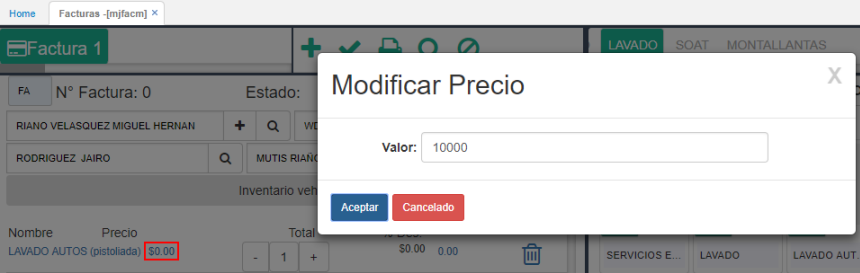 Home Facturas -[mjfacm] ×
Factura 1
LAVADO SOAT MONTALLANTAS
FA N° Factura: 0 Estado:
RIANO VELASQUEZ MIGUEL HERNAN + WD
RODRIGUEZ JAIRO MUTIS RIAÑO
Inventario veh
Modificar Precio X
Valor: 10000
Aceptar Cancelado
Nombre Precio Total % Des.
LAVADO AUTOS (pistoliada) $0.00 - 1 + $0.00 0.00
SERVICIOS E... LAVADO LAVADO AUT